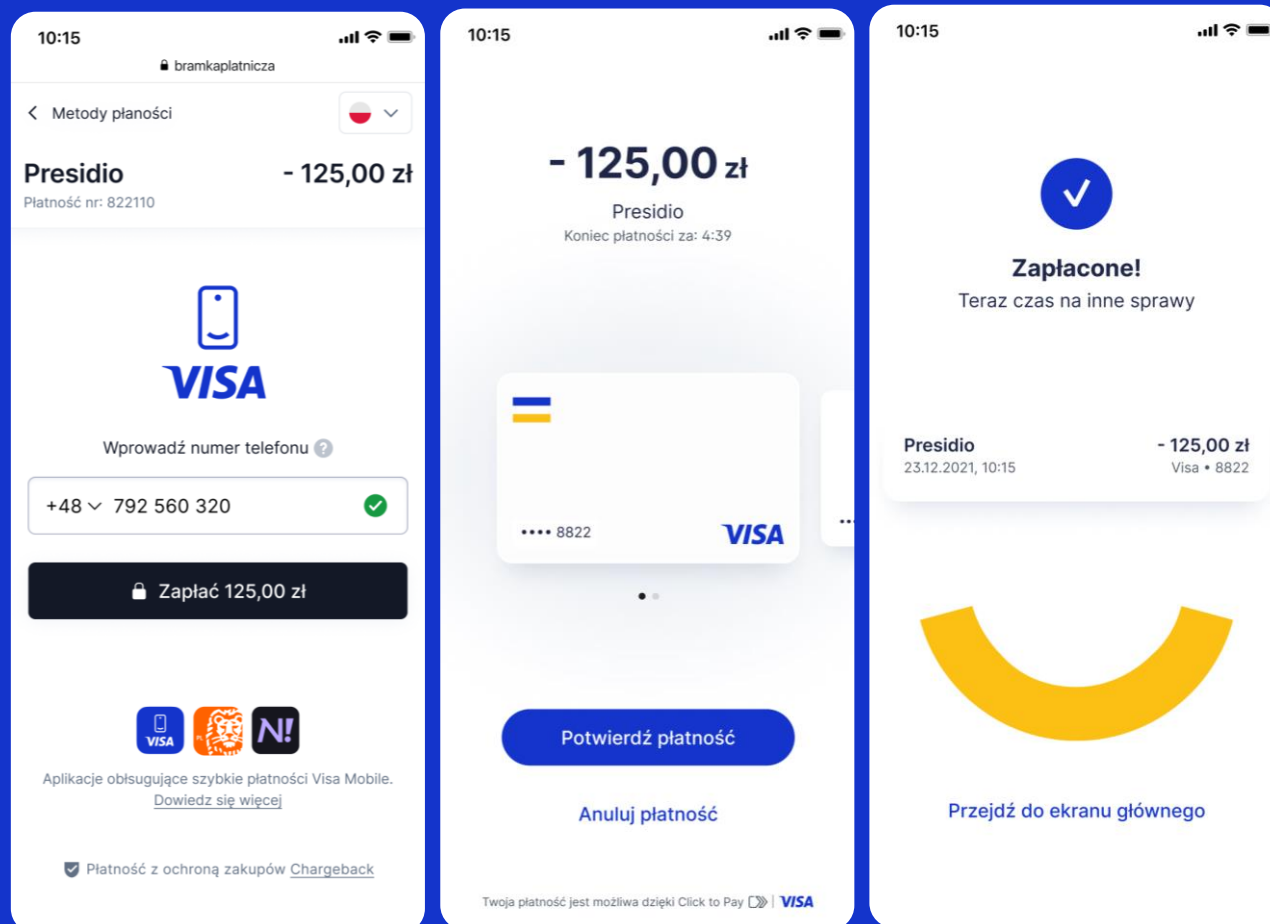 10:15
bramkaplatnicza
Metody płaności
Presidio
- 125,00 zł
Płatność nr: 822110
VISA
Wprowadź numer telefonu ?
+48 792 560 320
Zapłać 125,00 zł
VISA
N!
Aplikacje obłsugujące szybkie płatności Visa Mobile.
Dowiedz się więcej
Płatność z ochroną zakupów Chargeback
10:15
- 125,00 zł
Presidio
Koniec płatności za: 4:39
•••• 8822
VISA
Potwierdź płatność
Anuluj płatność
Twoja płatność jest możliwa dzięki Click to Pay | VISA
10:15
Zapłacone!
Teraz czas na inne sprawy
Presidio
- 125,00 zł
23.12.2021, 10:15
Visa • 8822
Przejdź do ekranu głównego